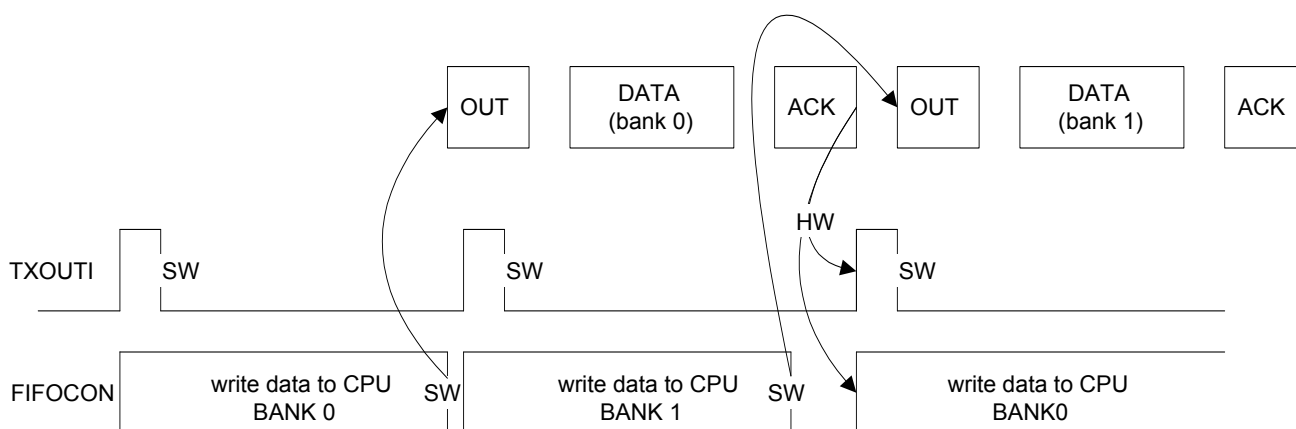 OUT
DATA
(bank 0)
ACK
OUT
DATA
(bank 1)
ACK
HW
TXOUTI
SW
SW
SW
FIFOCON
write data to CPU
BANK 0
SW
write data to CPU
BANK 1
SW
write data to CPU
BANK0